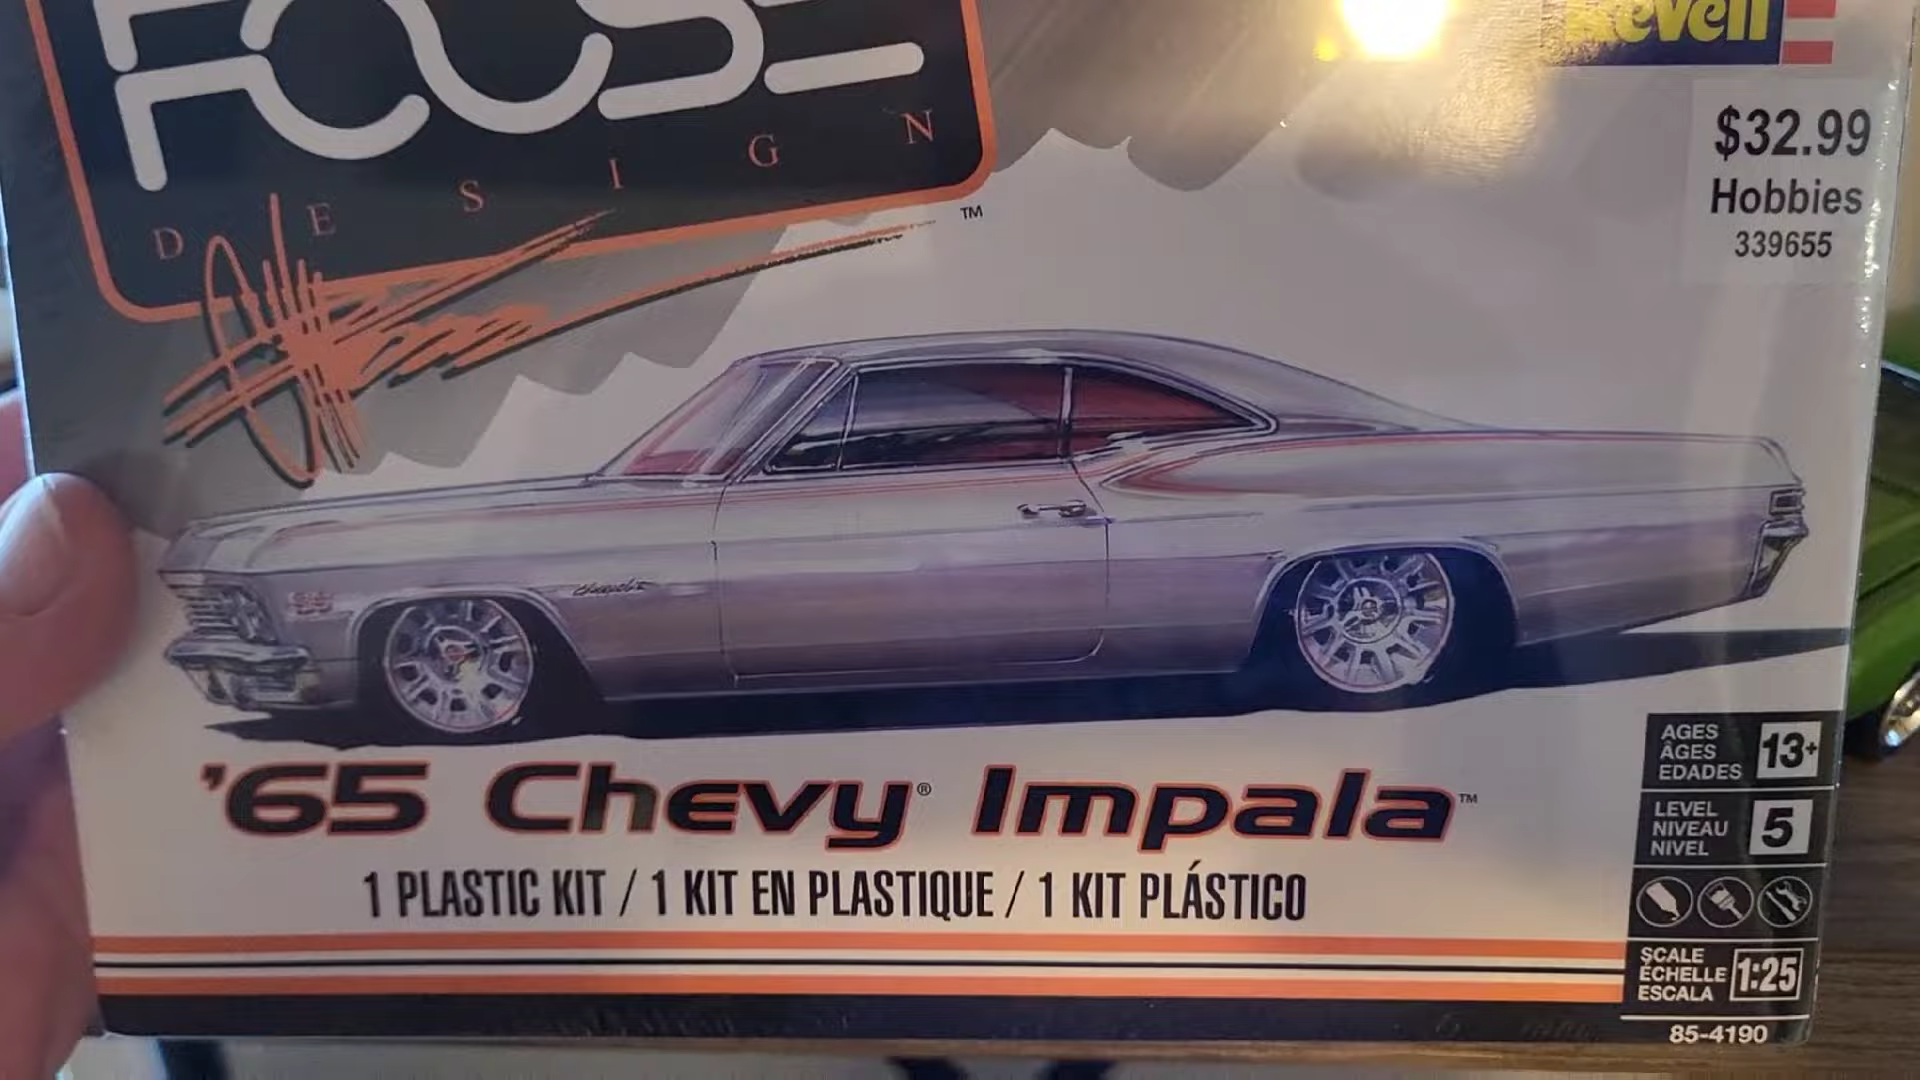 FOOSE
DESIGN
™
Revell
$32.99
Hobbies
339655
'65 Chevy® Impala™
1 PLASTIC KIT / 1 KIT EN PLASTIQUE / 1 KIT PLÁSTICO
AGES
ÂGES
EDADES
13+
LEVEL
NIVEAU
NIVEL
5
SCALE
ÉCHELLE
ESCALA
1:25
85-4190